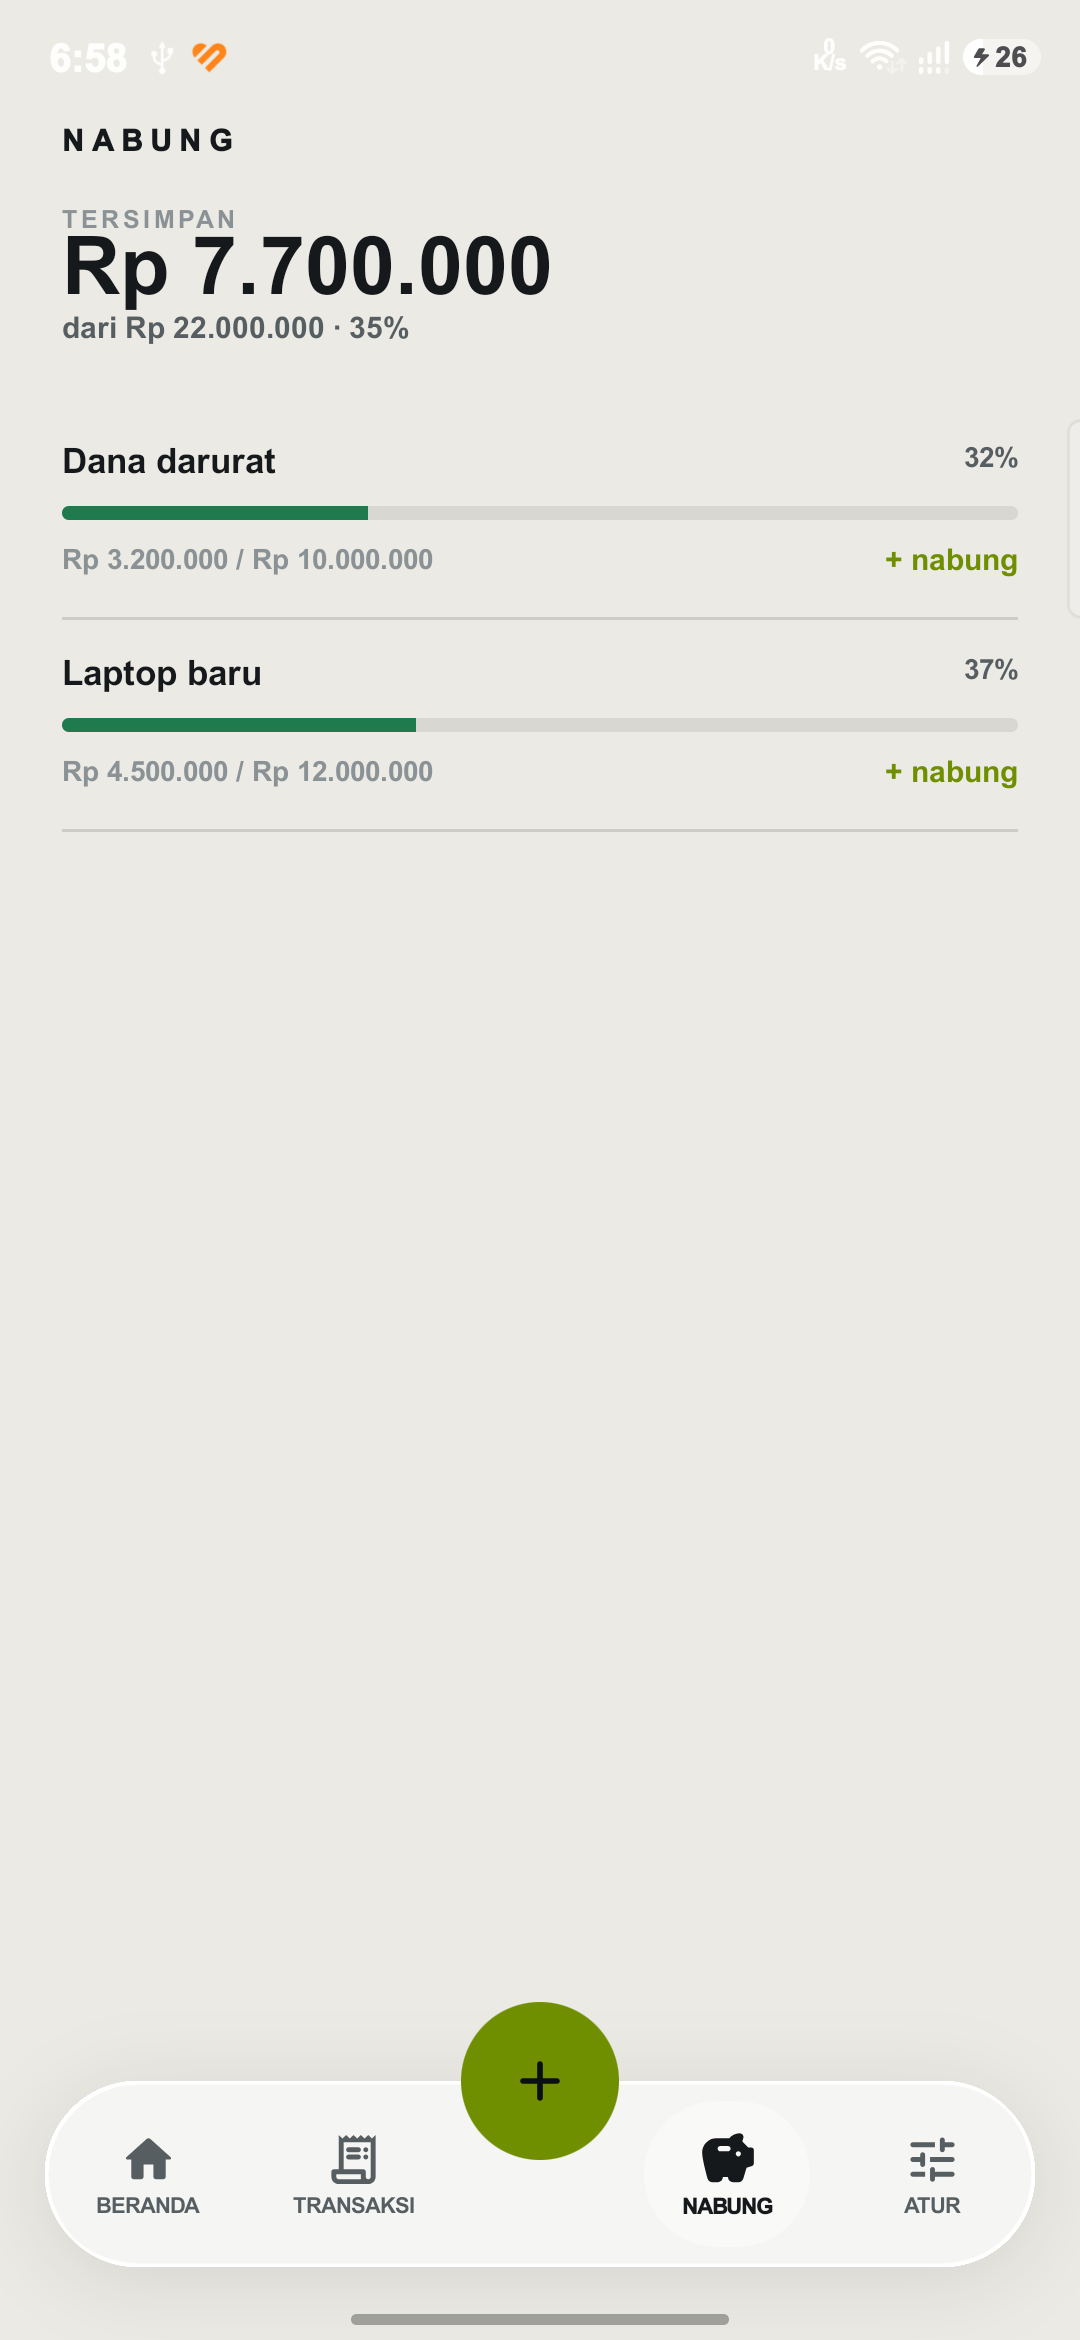 6:58
0
K/s
26
NABUNG
TERSIMPAN
Rp 7.700.000
dari Rp 22.000.000 · 35%
Dana darurat
32%
Rp 3.200.000 / Rp 10.000.000
+ nabung
Laptop baru
37%
Rp 4.500.000 / Rp 12.000.000
+ nabung
BERANDA
TRANSAKSI
NABUNG
ATUR